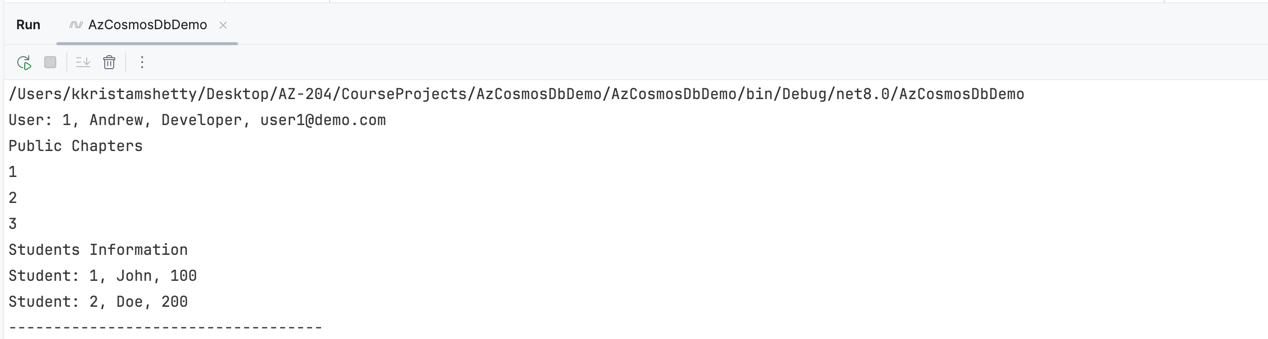 Run AzCosmosDbDemo
/Users/kkristamshetty/Desktop/AZ-204/CourseProjects/AzCosmosDbDemo/AzCosmosDbDemo/bin/Debug/net8.0/AzCosmosDbDemo
User: 1, Andrew, Developer, user1@demo.com
Public Chapters
1
2
3
Students Information
Student: 1, John, 100
Student: 2, Doe, 200
-----------------------------------